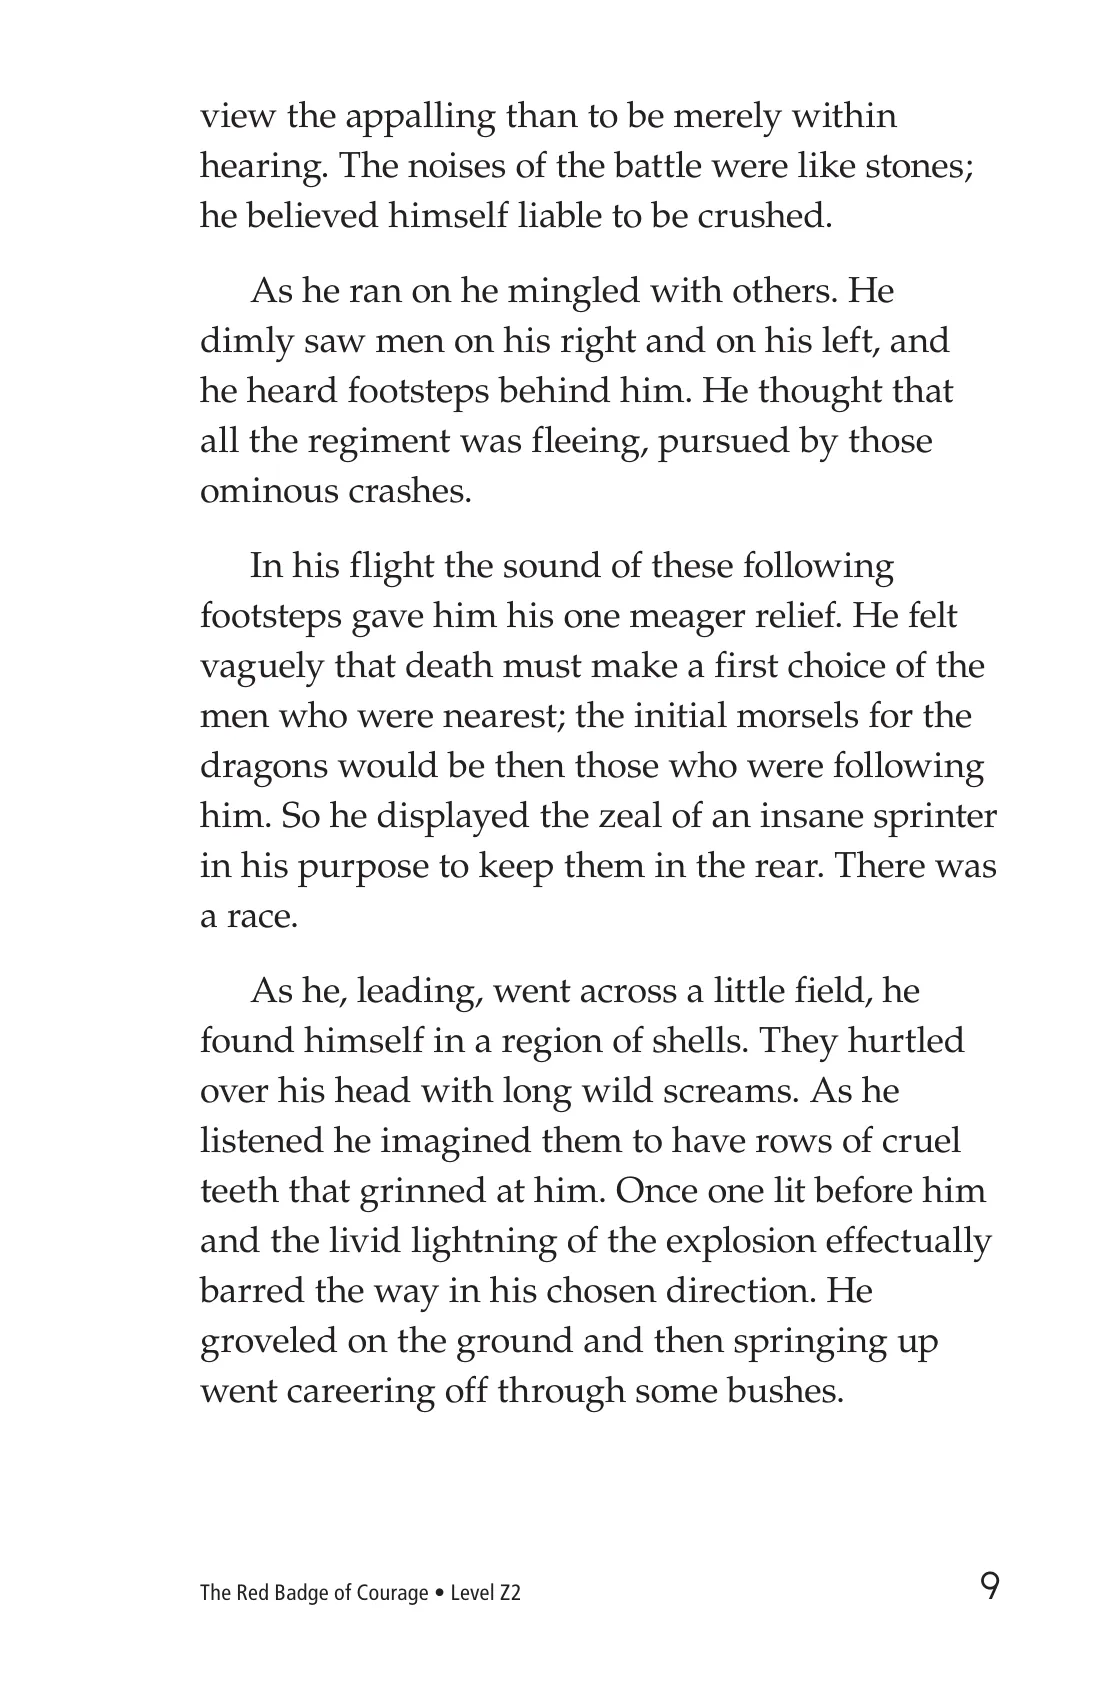 view the appalling than to be merely within
hearing. The noises of the battle were like stones;
he believed himself liable to be crushed.
As he ran on he mingled with others. He
dimly saw men on his right and on his left, and
he heard footsteps behind him. He thought that
all the regiment was fleeing, pursued by those
ominous crashes.
In his flight the sound of these following
footsteps gave him his one meager relief. He felt
vaguely that death must make a first choice of the
men who were nearest; the initial morsels for the
dragons would be then those who were following
him. So he displayed the zeal of an insane sprinter
in his purpose to keep them in the rear. There was
a race.
As he, leading, went across a little field, he
found himself in a region of shells. They hurtled
over his head with long wild screams. As he
listened he imagined them to have rows of cruel
teeth that grinned at him. Once one lit before him
and the livid lightning of the explosion effectually
barred the way in his chosen direction. He
groveled on the ground and then springing up
went careering off through some bushes.
The Red Badge of Courage • Level Z2
9